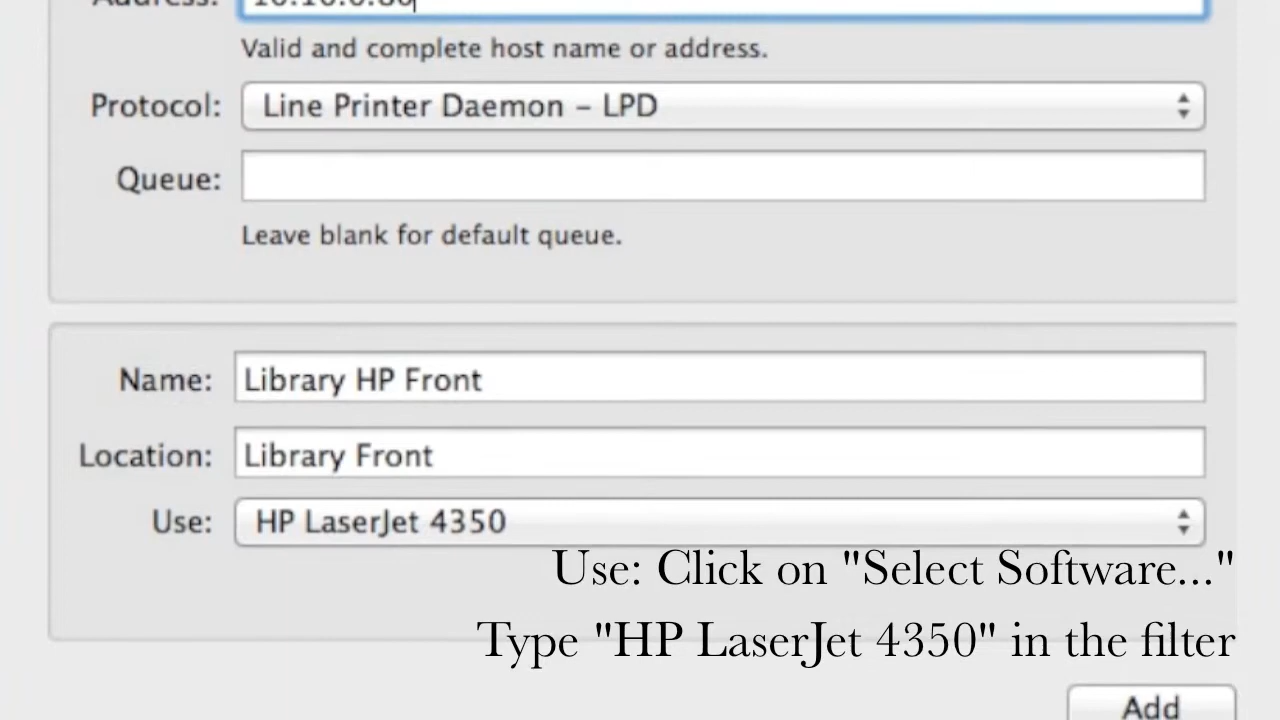 Address:
Valid and complete host name or address.
Protocol: Line Printer Daemon – LPD
Queue:
Leave blank for default queue.
Name: Library HP Front
Location: Library Front
Use: HP LaserJet 4350
Use: Click on "Select Software..."
Type "HP LaserJet 4350" in the filter
Add